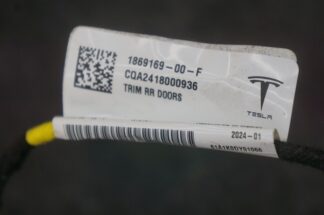 1869169-00-F
CQA2418000936
TRIM RR DOORS
TESLA
2024-01